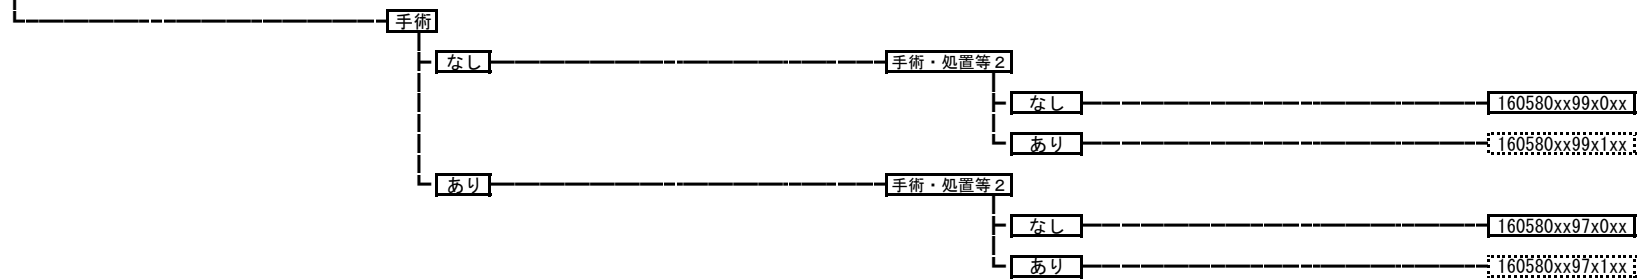 手術
なし
手術・処置等２
なし
160580xx99x0xx
あり
160580xx99x1xx
あり
手術・処置等２
なし
160580xx97x0xx
あり
160580xx97x1xx